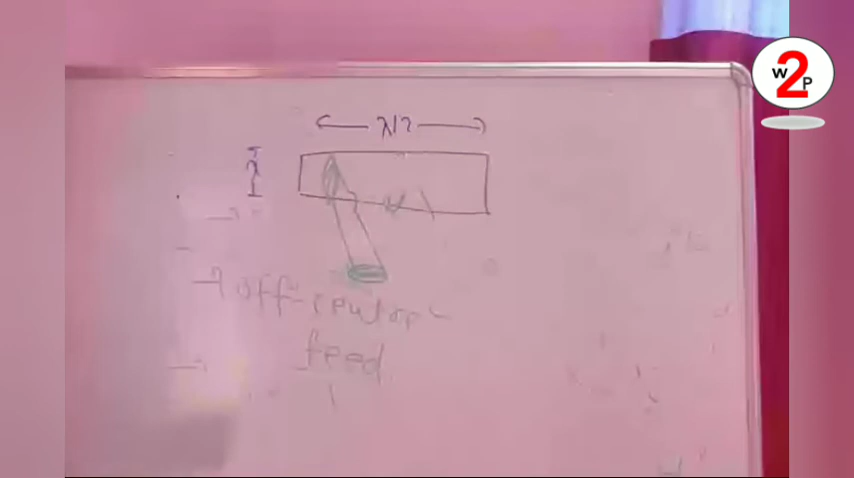 W2P
λ/2
λ
off-center
feed